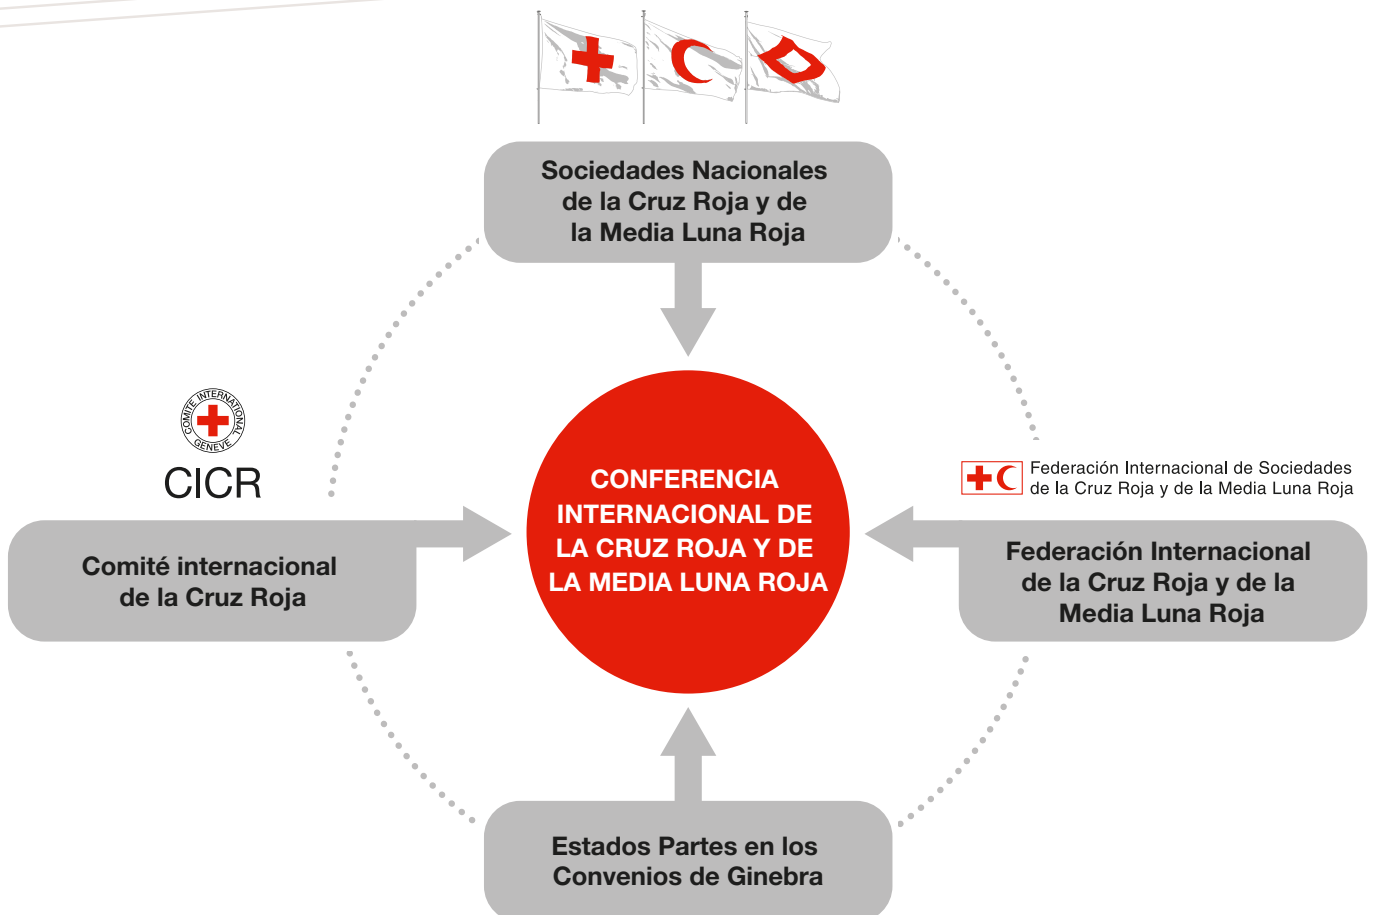 Sociedades Nacionales
de la Cruz Roja y de
la Media Luna Roja
COMITE INTERNATIONAL
GENEVE
CICR
Comité internacional
de la Cruz Roja
CONFERENCIA
INTERNACIONAL DE
LA CRUZ ROJA Y DE
LA MEDIA LUNA ROJA
Federación Internacional de Sociedades
de la Cruz Roja y de la Media Luna Roja
Federación Internacional
de la Cruz Roja y de la
Media Luna Roja
Estados Partes en los
Convenios de Ginebra